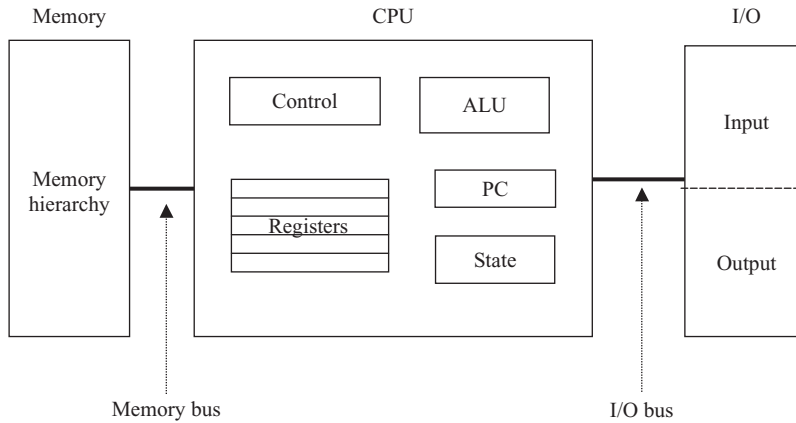 Memory
CPU
I/O
Control
ALU
Input
Memory
hierarchy
PC
Registers
State
Output
Memory bus
I/O bus